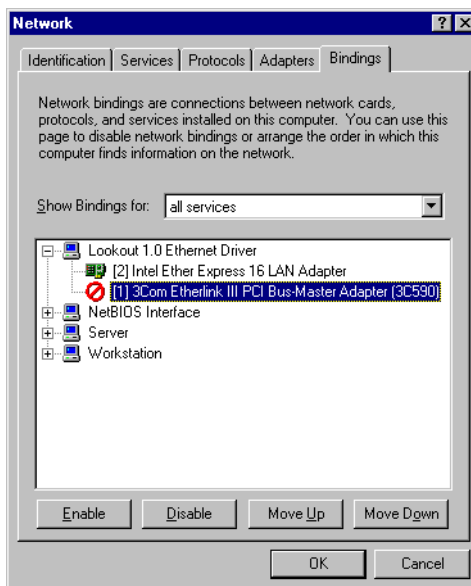 Network
Identification Services Protocols Adapters Bindings
Network bindings are connections between network cards,
protocols, and services installed on this computer. You can use this
page to disable network bindings or arrange the order in which this
computer finds information on the network.
Show Bindings for: all services
Lookout 1.0 Ethernet Driver
[2] Intel Ether Express 16 LAN Adapter
[1] 3Com Etherlink III PCI Bus-Master Adapter (3C590)
NetBIOS Interface
Server
Workstation
Enable Disable Move Up Move Down
OK Cancel